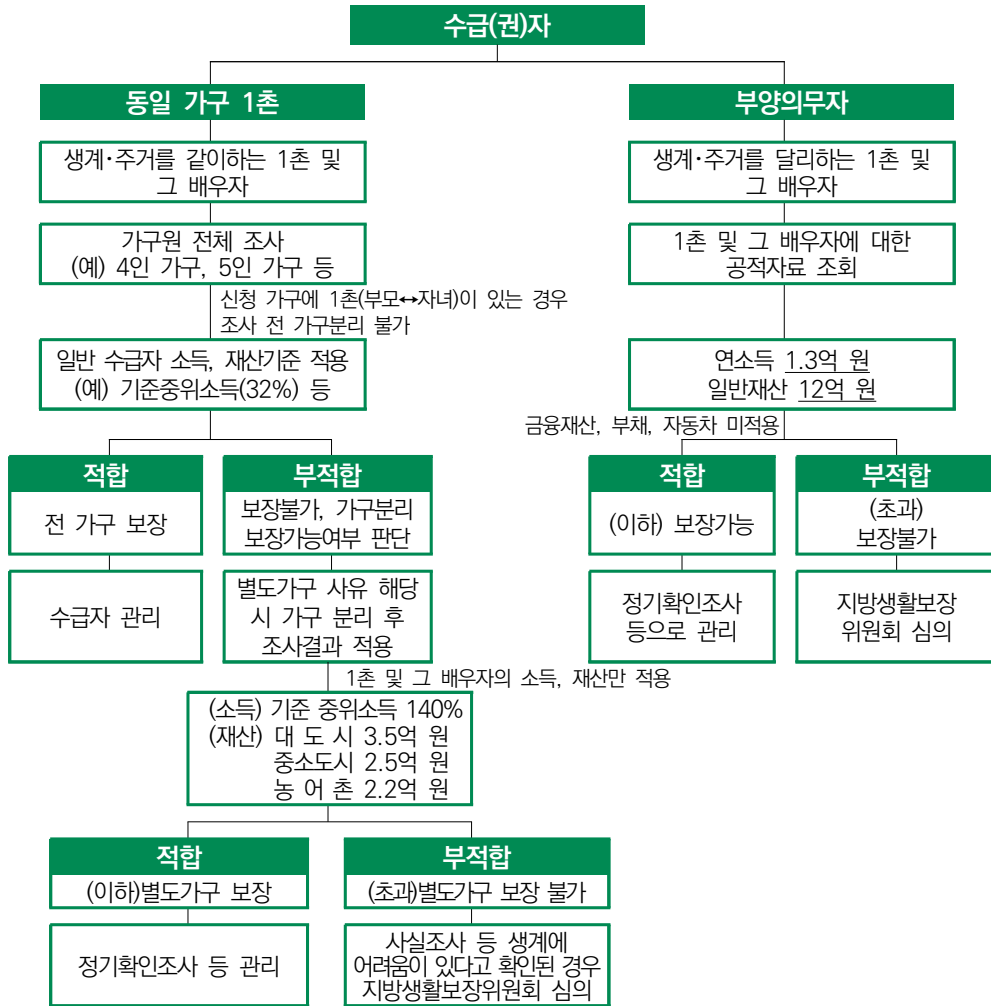 수급(권)자
동일 가구 1촌
생계·주거를 같이하는 1촌 및
그 배우자
가구원 전체 조사
(예) 4인 가구, 5인 가구 등
신청 가구에 1촌(부모↔자녀)이 있는 경우
조사 전 가구분리 불가
일반 수급자 소득, 재산기준 적용
(예) 기준중위소득(32%) 등
부양의무자
생계·주거를 달리하는 1촌 및
그 배우자
1촌 및 그 배우자에 대한
공적자료 조회
연소득 1.3억 원
일반재산 12억 원
금융재산, 부채, 자동차 미적용
적합
전 가구 보장
수급자 관리
부적합
보장불가, 가구분리
보장가능여부 판단
별도가구 사유 해당
시 가구 분리 후
조사결과 적용
적합
(이하) 보장가능
정기확인조사
등으로 관리
부적합
(초과)
보장불가
지방생활보장
위원회 심의
1촌 및 그 배우자의 소득, 재산만 적용
(소득) 기준 중위소득 140%
(재산) 대 도 시 3.5억 원
중소도시 2.5억 원
농 어 촌 2.2억 원
적합
(이하)별도가구 보장
정기확인조사 등 관리
부적합
(초과)별도가구 보장 불가
사실조사 등 생계에
어려움이 있다고 확인된 경우
지방생활보장위원회 심의